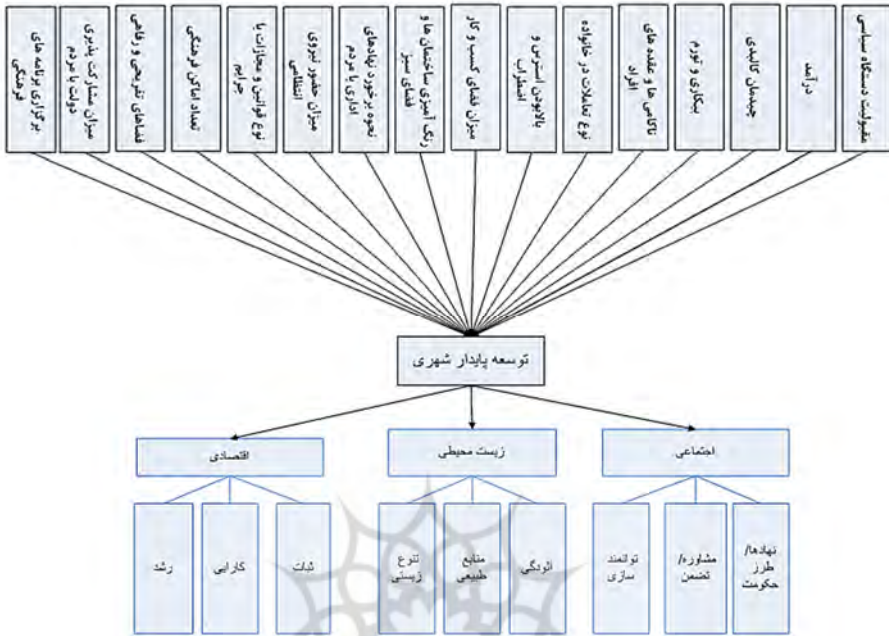 مقبولیت دستگاه سیاسی
درآمد
چیدمان کالبدی
بیکاری و تورم
ناکامی ها و عقده های
افراد
نوع تعاملات در خانواده
بالابودن استرس و
اضطراب
میزان فضای کسب و کار
رنگ آمیزی ساختمان ها و
فضای سبز
نحوه برخورد نهادهای
اداری با مردم
میزان حضور نیروی
انتظامی
نوع قوانین و مجازات با
جرایم
تعداد اماکن فرهنگی
فضاهای تفریحی و رفاهی
میزان مشارکت پذیری
دولت با مردم
برگزاری برنامه های
فرهنگی
توسعه پایدار شهری
اجتماعی
زیست محیطی
اقتصادی
نهادها/
طرز
حکومت
مشاوره/
تضمن
توانمند
سازی
آلودگی
منابع
طبیعی
تنوع
زیستی
ثبات
کارایی
رشد